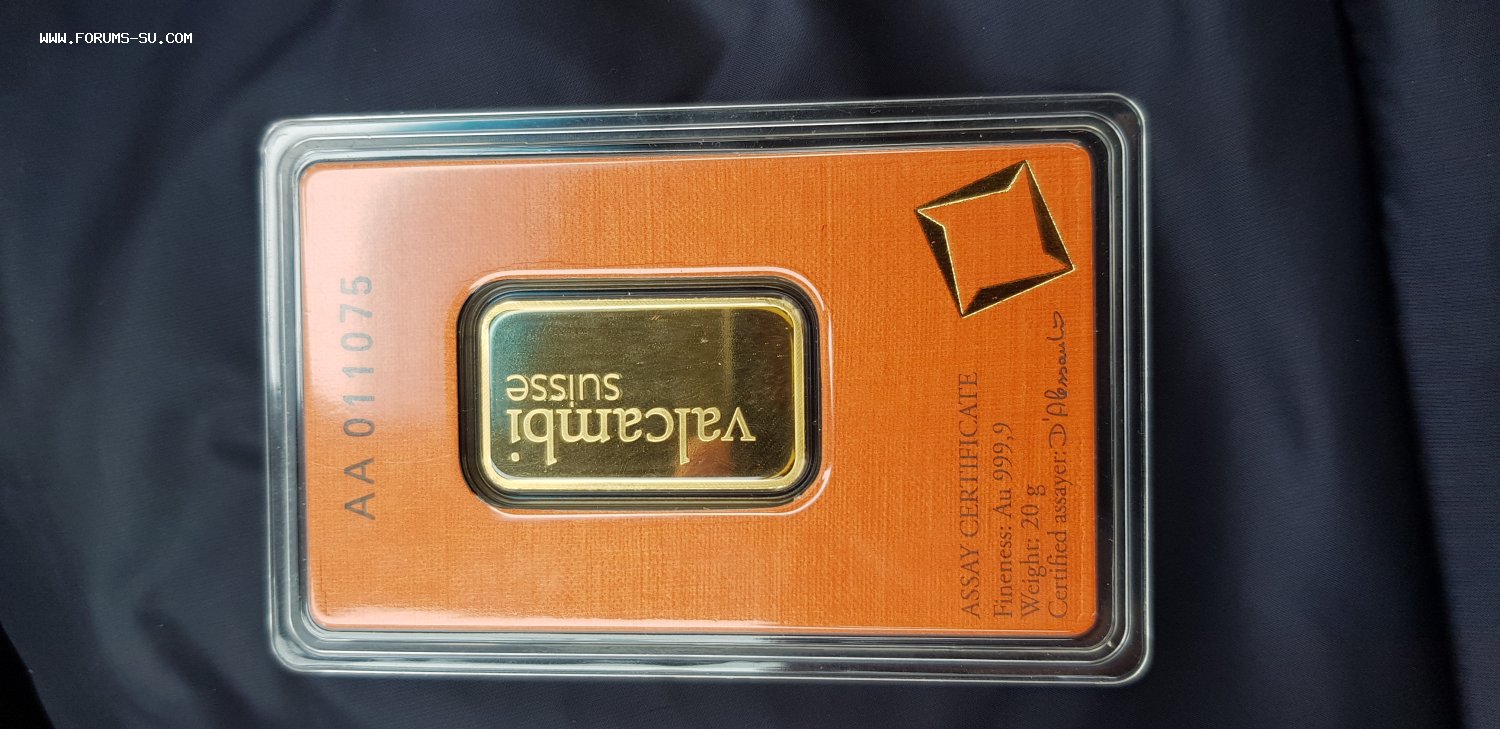 WWW.FORUMS-SU.COM
AA 011075
valcambi
suisse
ASSAY CERTIFICATE
Fineness: Au 999,9
Weight: 20 g
Certified assayer: